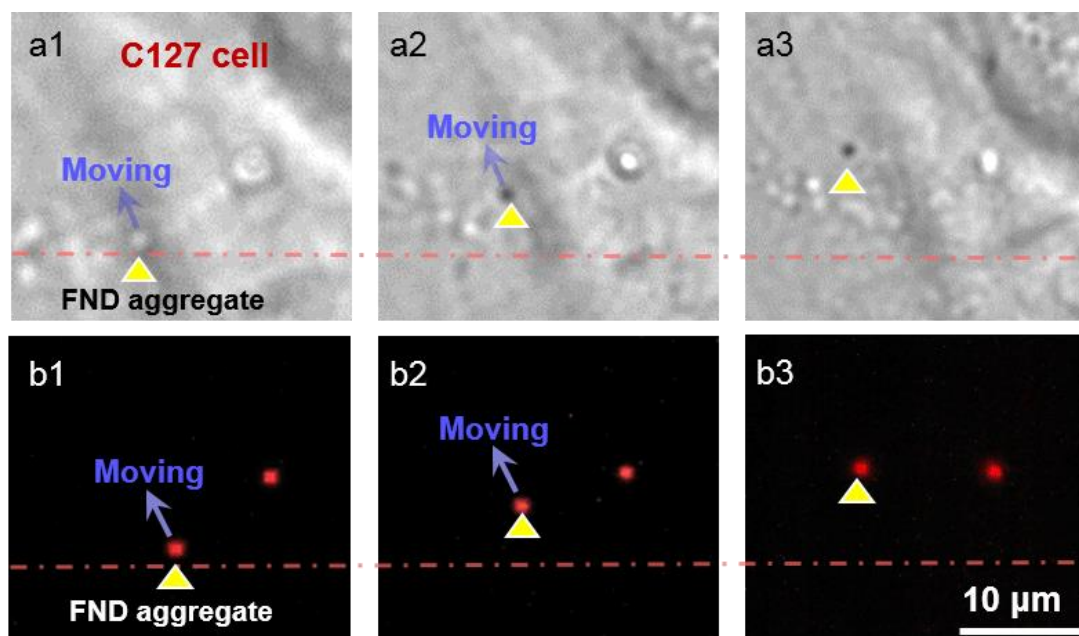 a1
C127 cell
Moving
FND aggregate
a2
Moving
a3
b1
Moving
FND aggregate
b2
Moving
b3
10 µm